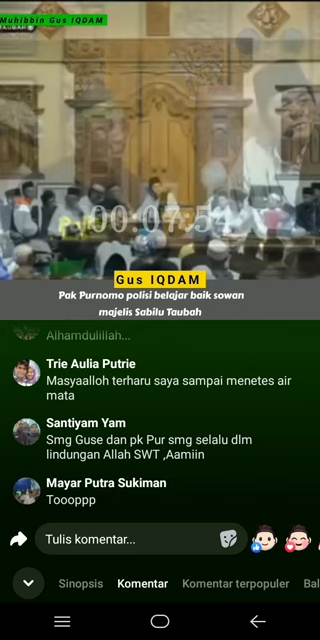 Muhibbin Gus IQDAM
00:07:54
Gus IQDAM
Pak Purnomo polisi belajar baik sowan
majelis Sabilu Taubah
Alhamdulillah...
Trie Aulia Putrie
Masyaalloh terharu saya sampai menetes air
mata
Santiyam Yam
Smg Guse dan pk Pur smg selalu dlm
lindungan Allah SWT ,Aamiin
Mayar Putra Sukiman
Toooppp
Tulis komentar...
Sinopsis Komentar Komentar terpopuler Bal